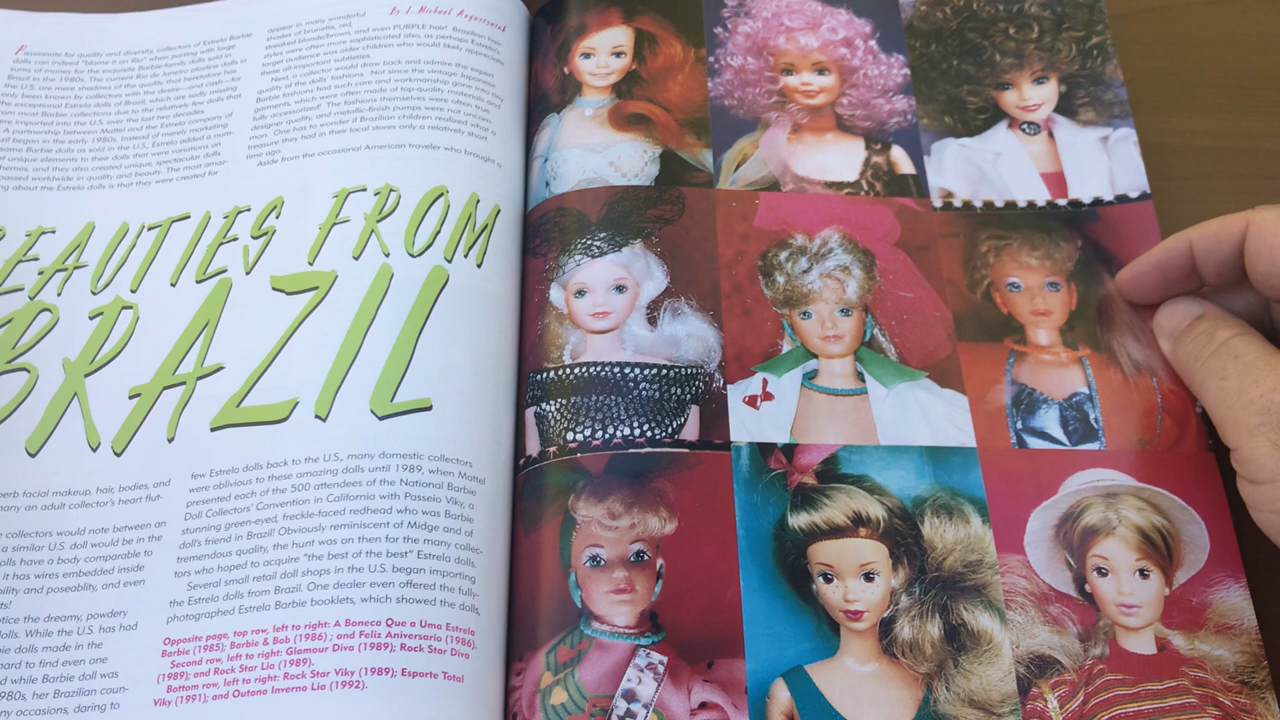 By J. Michael Augustyniak
Passionate for quality and diversity, collectors of Estrela Barbie
dolls can indeed "blame it on Rio" when parting with large
sums of money for the exquisite Barbie-family dolls sold in
Brazil in the 1980s. The current Rio de Janeiro playline dolls in
the U.S. are mere shadows of the quality that heretofore has
only been known by collectors with the desire—and cash—for
the exceptional Estrela dolls of Brazil, which are sadly missing
from most Barbie collections due to the relatively few dolls that
were imported into the U.S. over the last two decades.
A partnership between Mattel and the Estrela company of
Brazil began in the early 1980s. Instead of merely marketing
same Barbie dolls as sold in the U.S., Estrela added a num-
of unique elements to their dolls that were variations on
themes, and they also created unique, spectacular dolls
passed worldwide in quality and beauty. The most amaz-
ng about the Estrela dolls is that they were created for
appear in many wonderful
shades of brunette, red,
streaked blonde/brown, and even PURPLE hair! Brazilian hair-
styles were often more sophisticated also, as perhaps Estrela's
target audience was older children who would likely appreciate
these all-important subtleties.
Next, a collector would draw back and admire the expert
quality of the dolls' fashions. Not since the vintage Japanese
Barbie fashions had such care and workmanship gone into tiny
garments, which were often made of top-quality materials and
fully accessorized! The fashions themselves were often true
designer quality, and metallic-finish pumps were not uncom-
mon. One has to wonder if Brazilian children realized what a
treasure they had in their local stores only a relatively short
time ago.
Aside from the occasional American traveler who brought a
BEAUTIES FROM
BRAZIL
perb facial makeup, hair, bodies, and
many an adult collector's heart flut-
e collectors would note between an
a similar U.S. doll would be in the
olls have a body comparable to
it has wires embedded inside
bility and poseablity, and even
ts!
otice the dreamy, powdery
olls. While the U.S. has had
ie dolls made in the
hard to find even one
d while Barbie doll was
980s, her Brazilian coun-
ny occasions, daring to
few Estrela dolls back to the U.S., many domestic collectors
were oblivious to these amazing dolls until 1989, when Mattel
presented each of the 500 attendees of the National Barbie
Doll Collectors' Convention in California with Passeio Viky, a
stunning green-eyed, freckle-faced redhead who was Barbie
doll's friend in Brazil! Obviously reminiscent of Midge and of
tremendous quality, the hunt was on then for the many collec-
tors who hoped to acquire "the best of the best" Estrela dolls.
Several small retail doll shops in the U.S. began importing
the Estrela dolls from Brazil. One dealer even offered the fully-
photographed Estrela Barbie booklets, which showed the dolls,
Opposite page, top row, left to right: A Boneca Que a Uma Estrela
Barbie (1985); Barbie & Bob (1986) ; and Feliz Aniversario (1986).
Second row, left to right: Glamour Diva (1989); Rock Star Diva
(1989); and Rock Star Lia (1989).
Bottom row, left to right: Rock Star Viky (1989); Esporte Total
Viky (1991); and Outono Inverno Lia (1992).